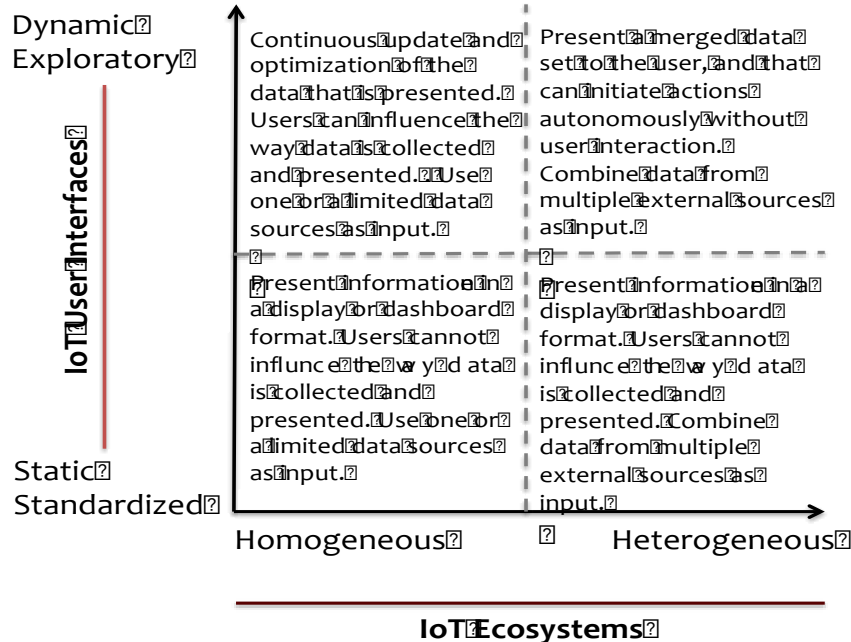 Dynamic
Exploratory
IoT User Interfaces
Static
Standardized
Continuous update and
optimization of the
data that is presented.
Users can influence the
way data is collected
and presented. Use
one or a limited data
sources as input.
Present a merged data
set to the user, and that
can initiate actions
autonomously without
user interaction.
Combine data from
multiple external sources
as input.
Present information in
a display or dashboard
format. Users cannot
influnce the way data
is collected and
presented. Use one or
a limited data sources
as input.
Present information in a
display or dashboard
format. Users cannot
influnce the way data
is collected and
presented. Combine
data from multiple
external sources as
input.
Homogeneous
Heterogeneous
IoT Ecosystems